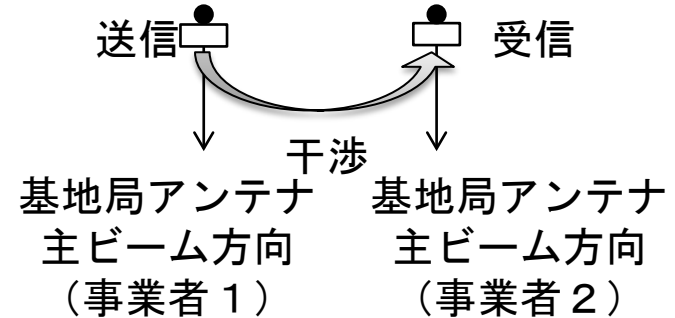 送信
受信
干渉
基地局アンテナ
主ビーム方向
（事業者１）
基地局アンテナ
主ビーム方向
（事業者２）